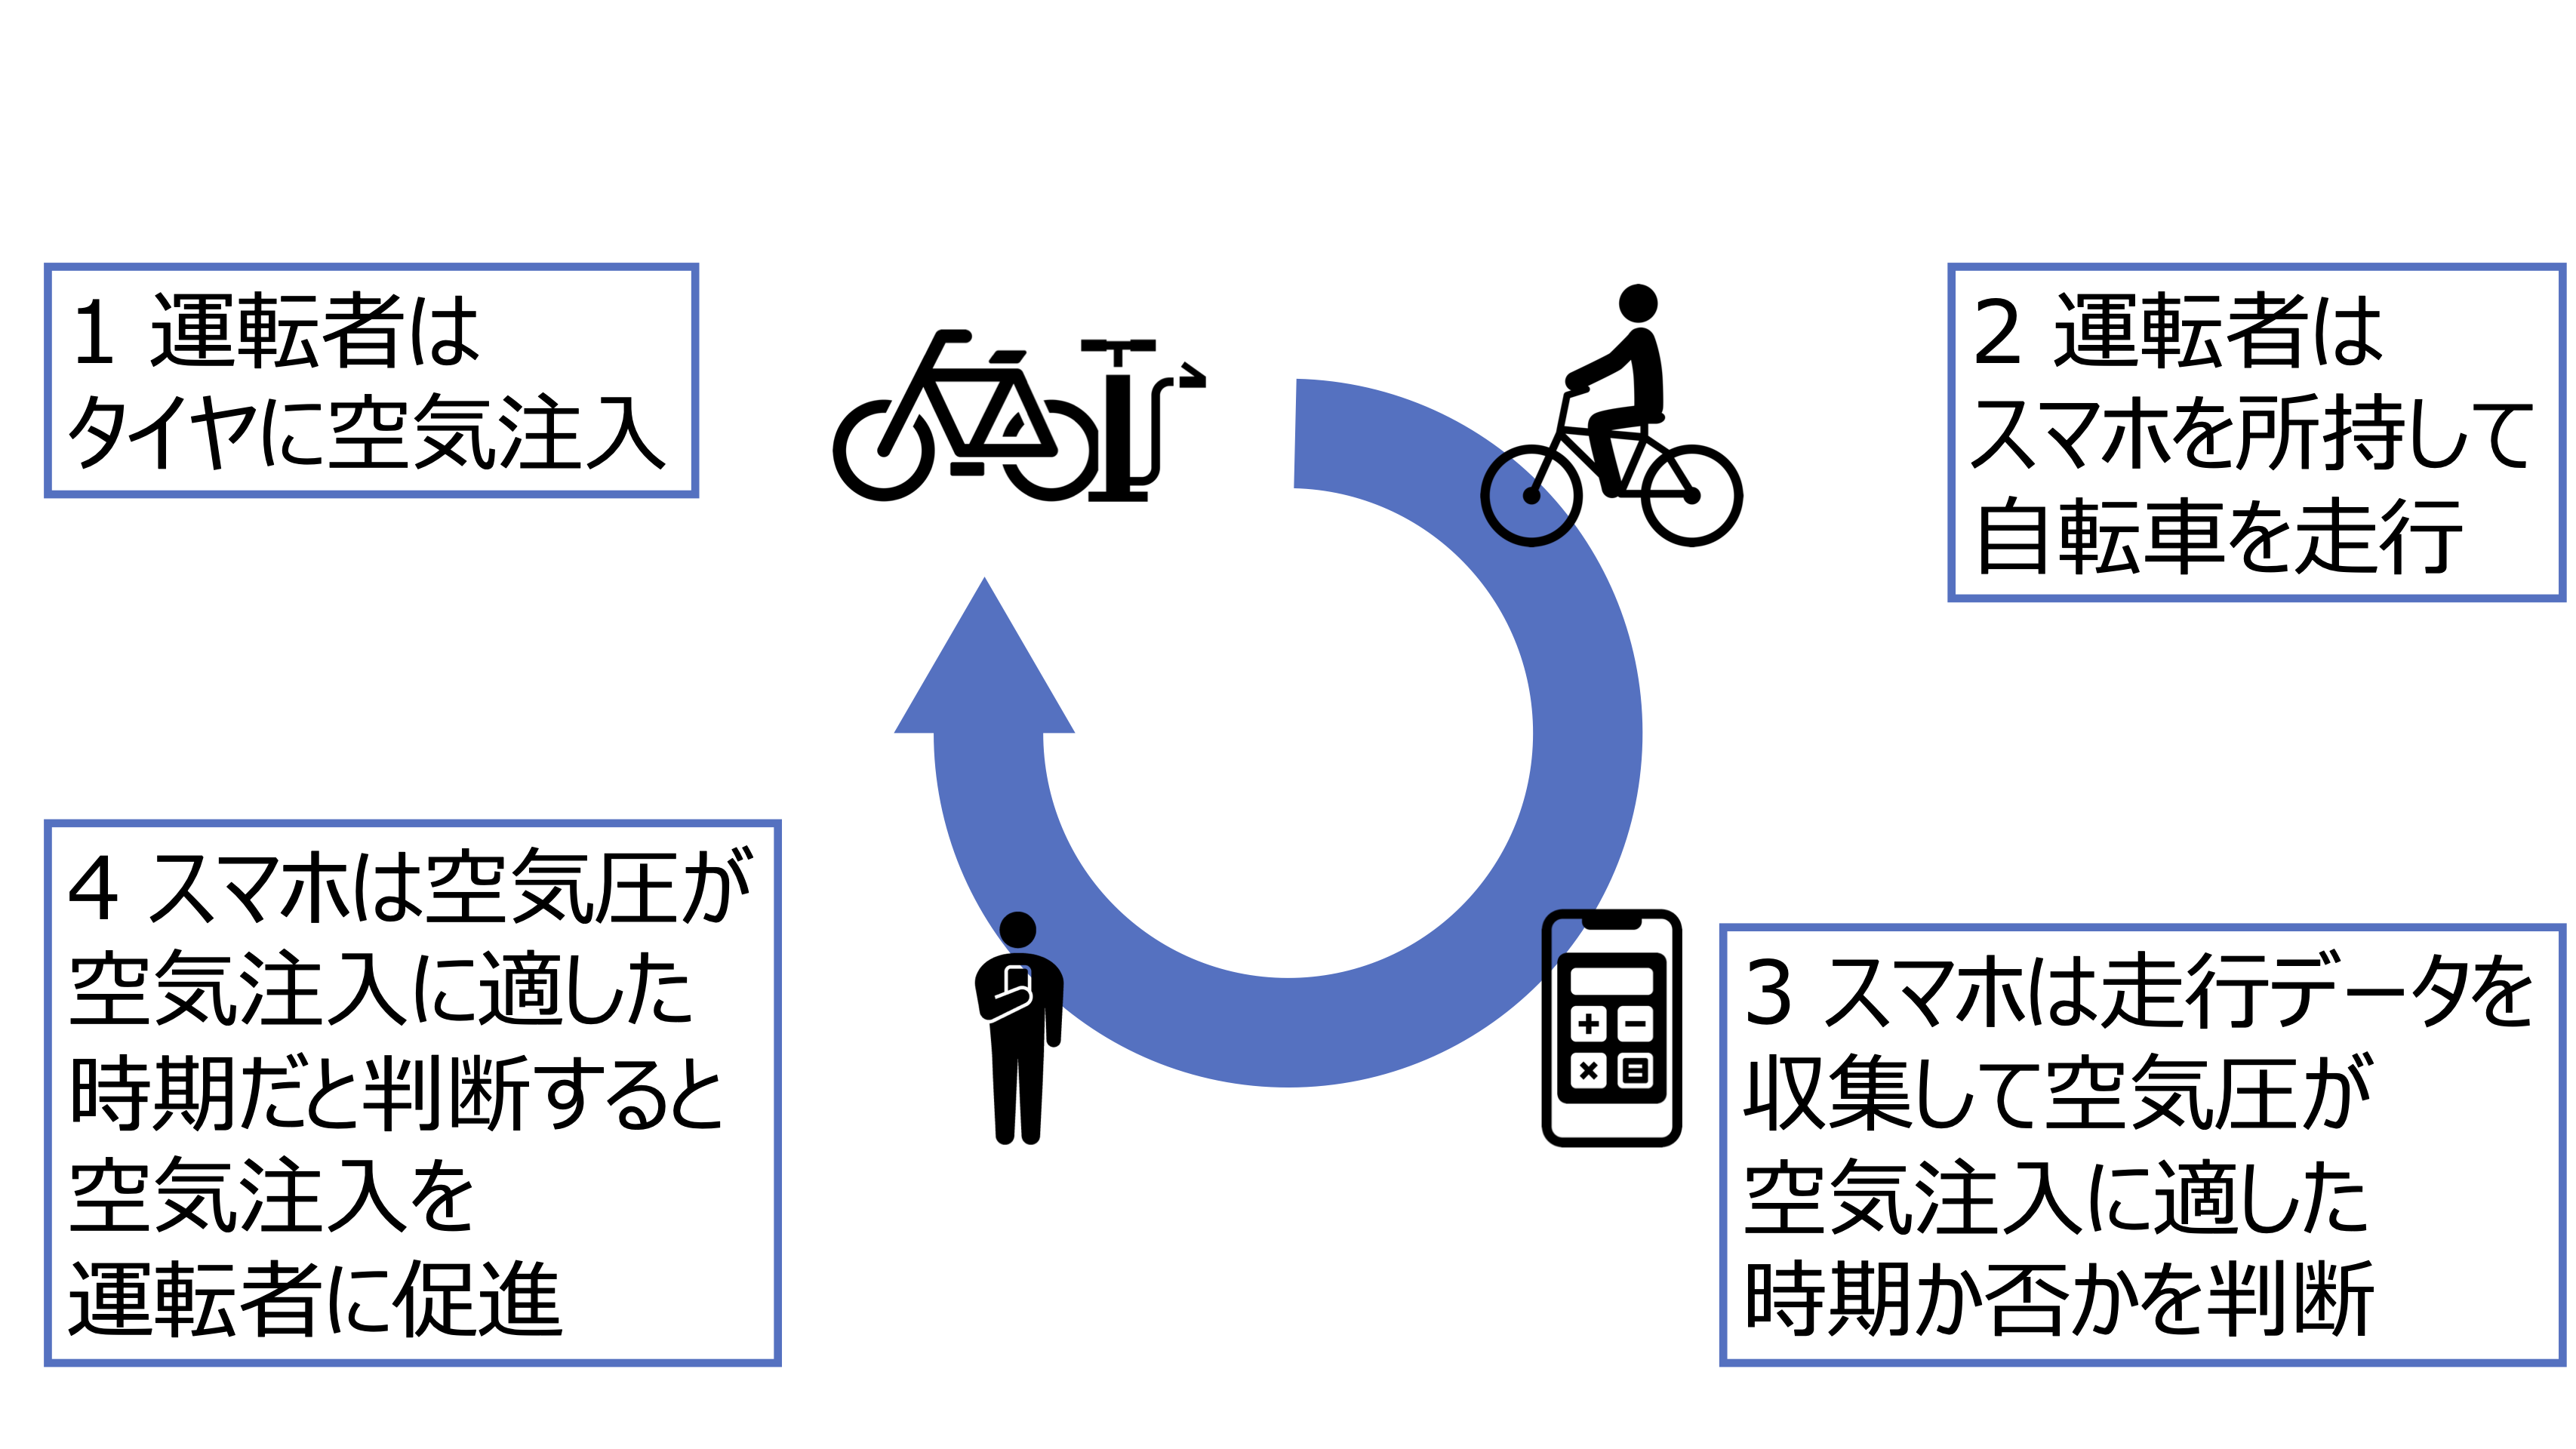 1 運転者は
タイヤに空気注入
2 運転者は
スマホを所持して
自転車を走行
3 スマホは走行データを
収集して空気圧が
空気注入に適した
時期か否かを判断
4 スマホは空気圧が
空気注入に適した
時期だと判断すると
空気注入を
運転者に促進